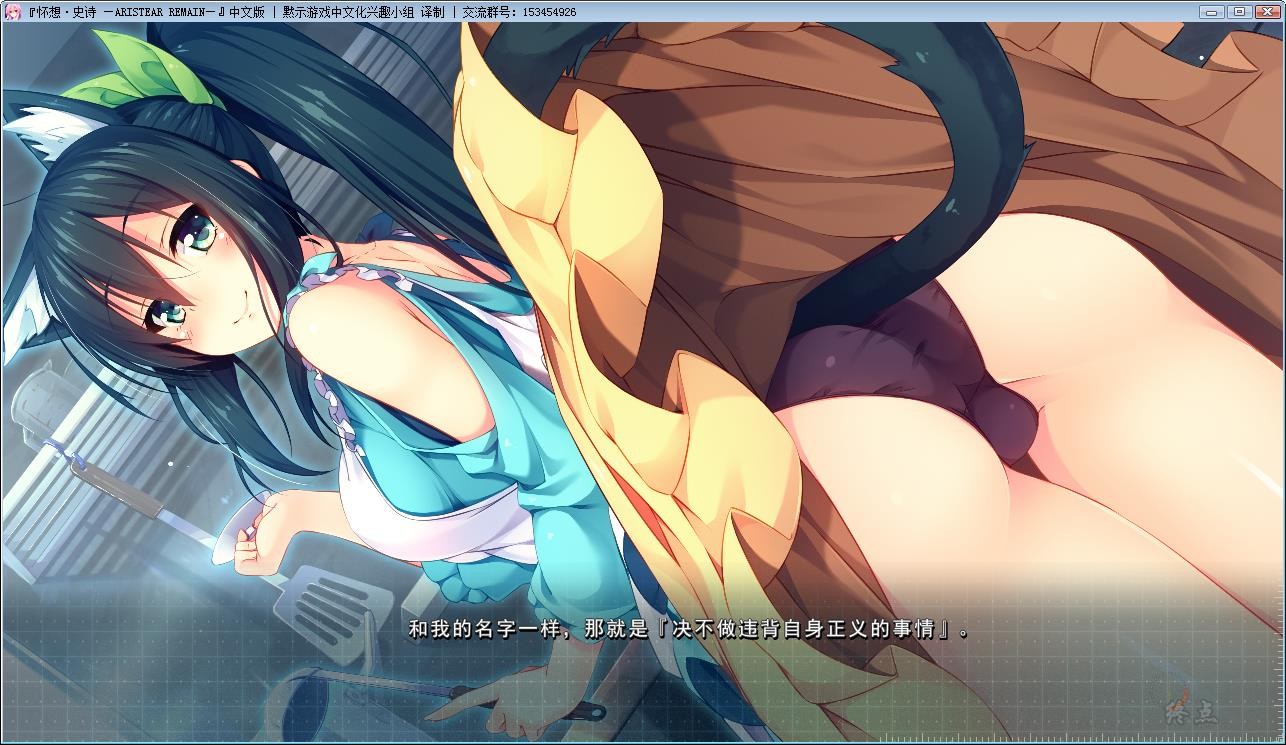 『怀想·史诗 －ARISTEAR REMAIN－』中文版 | 黙示游戏中文化兴趣小组 译制 | 交流群号：153454926
和我的名字一样，那就是『决不做违背自身正义的事情』。
终点